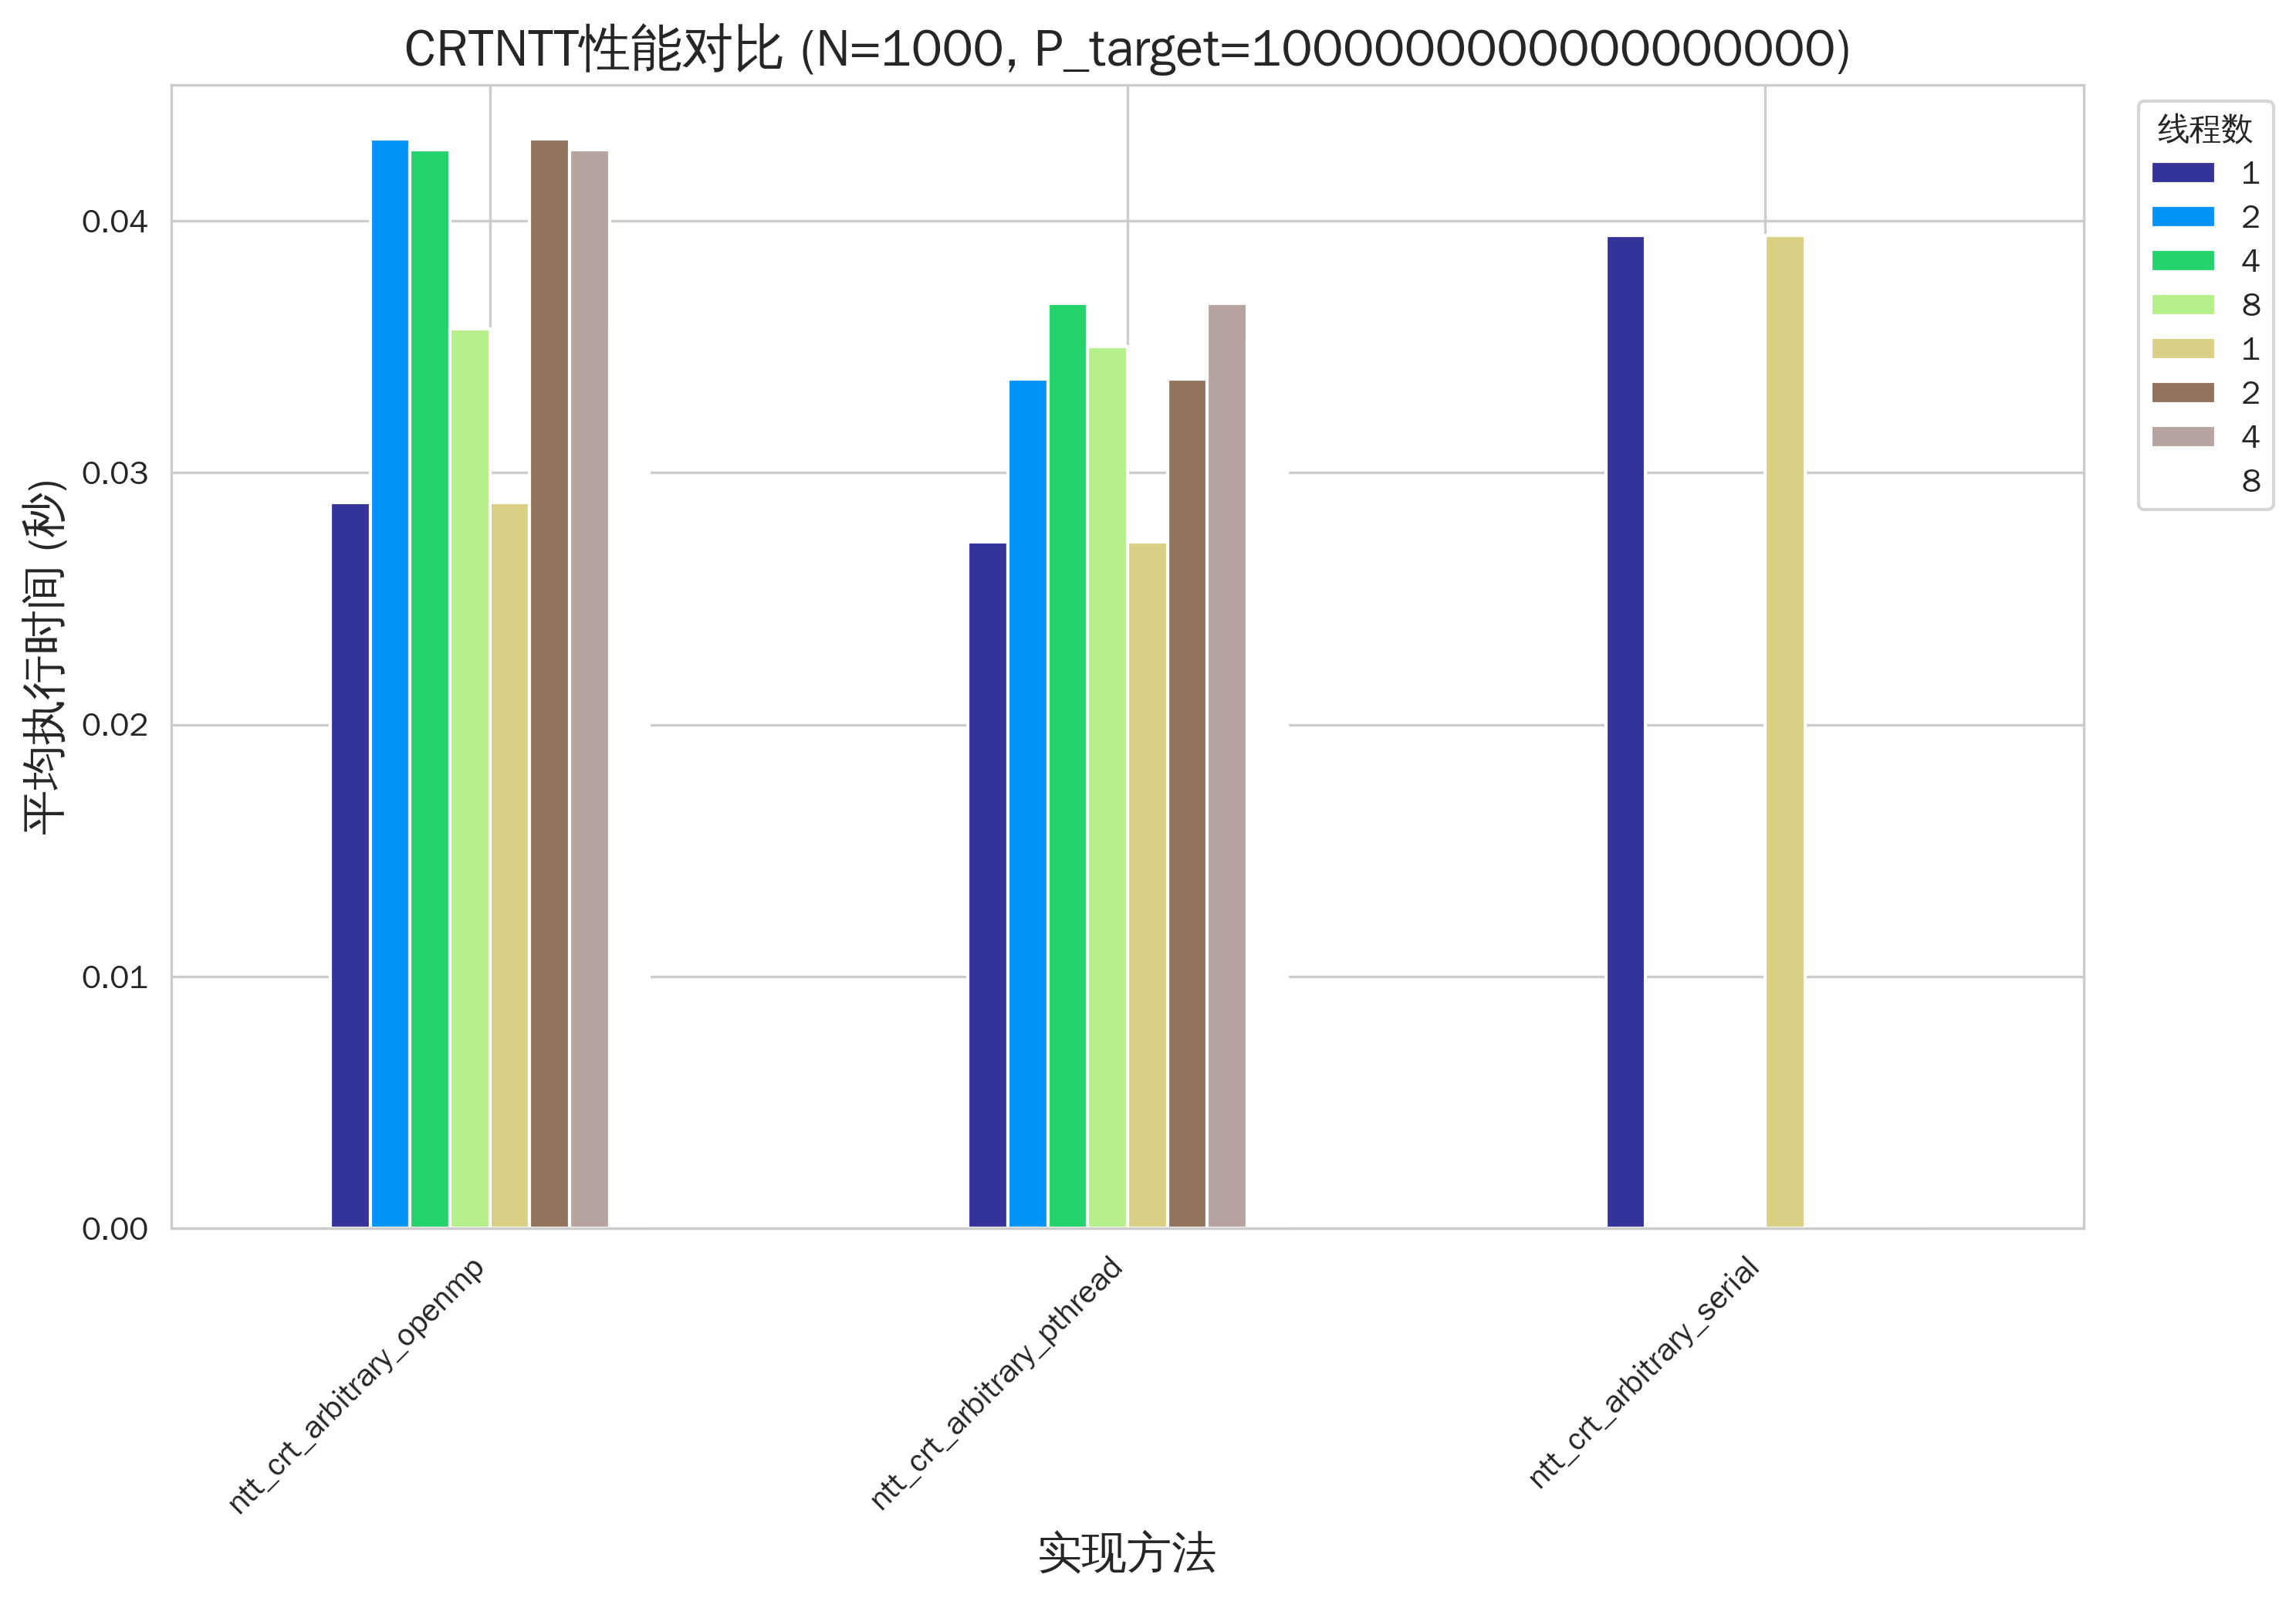 CRTNTT性能对比 (N=1000, P_target=1000000000000000000)
线程数
1
2
4
8
1
2
4
8
平均执行时间 (秒)
0.04
0.03
0.02
0.01
0.00
ntt_crt_arbitrary_openmp
ntt_crt_arbitrary_pthread
ntt_crt_arbitrary_serial
实现方法